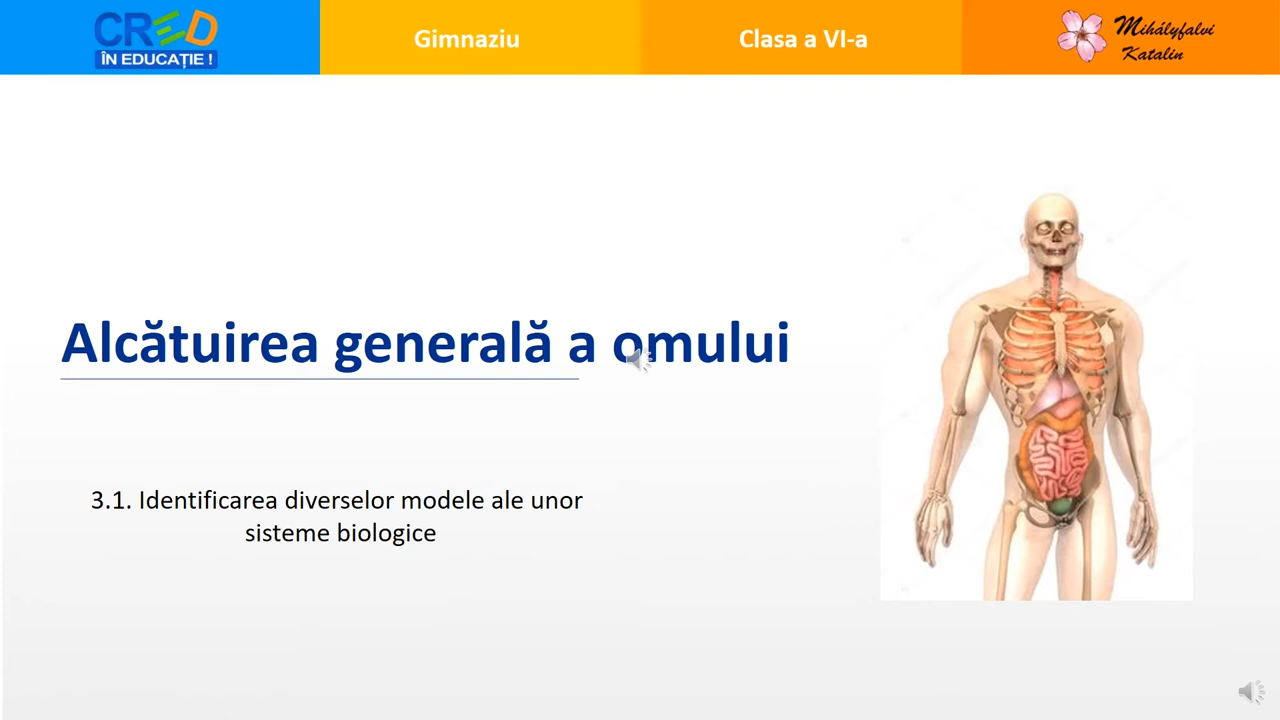 CRED
ÎN EDUCAȚIE !
Gimnaziu
Clasa a VI-a
Mihályfalvi
Katalin
Alcătuirea generală a omului
3.1. Identificarea diverselor modele ale unor
sisteme biologice